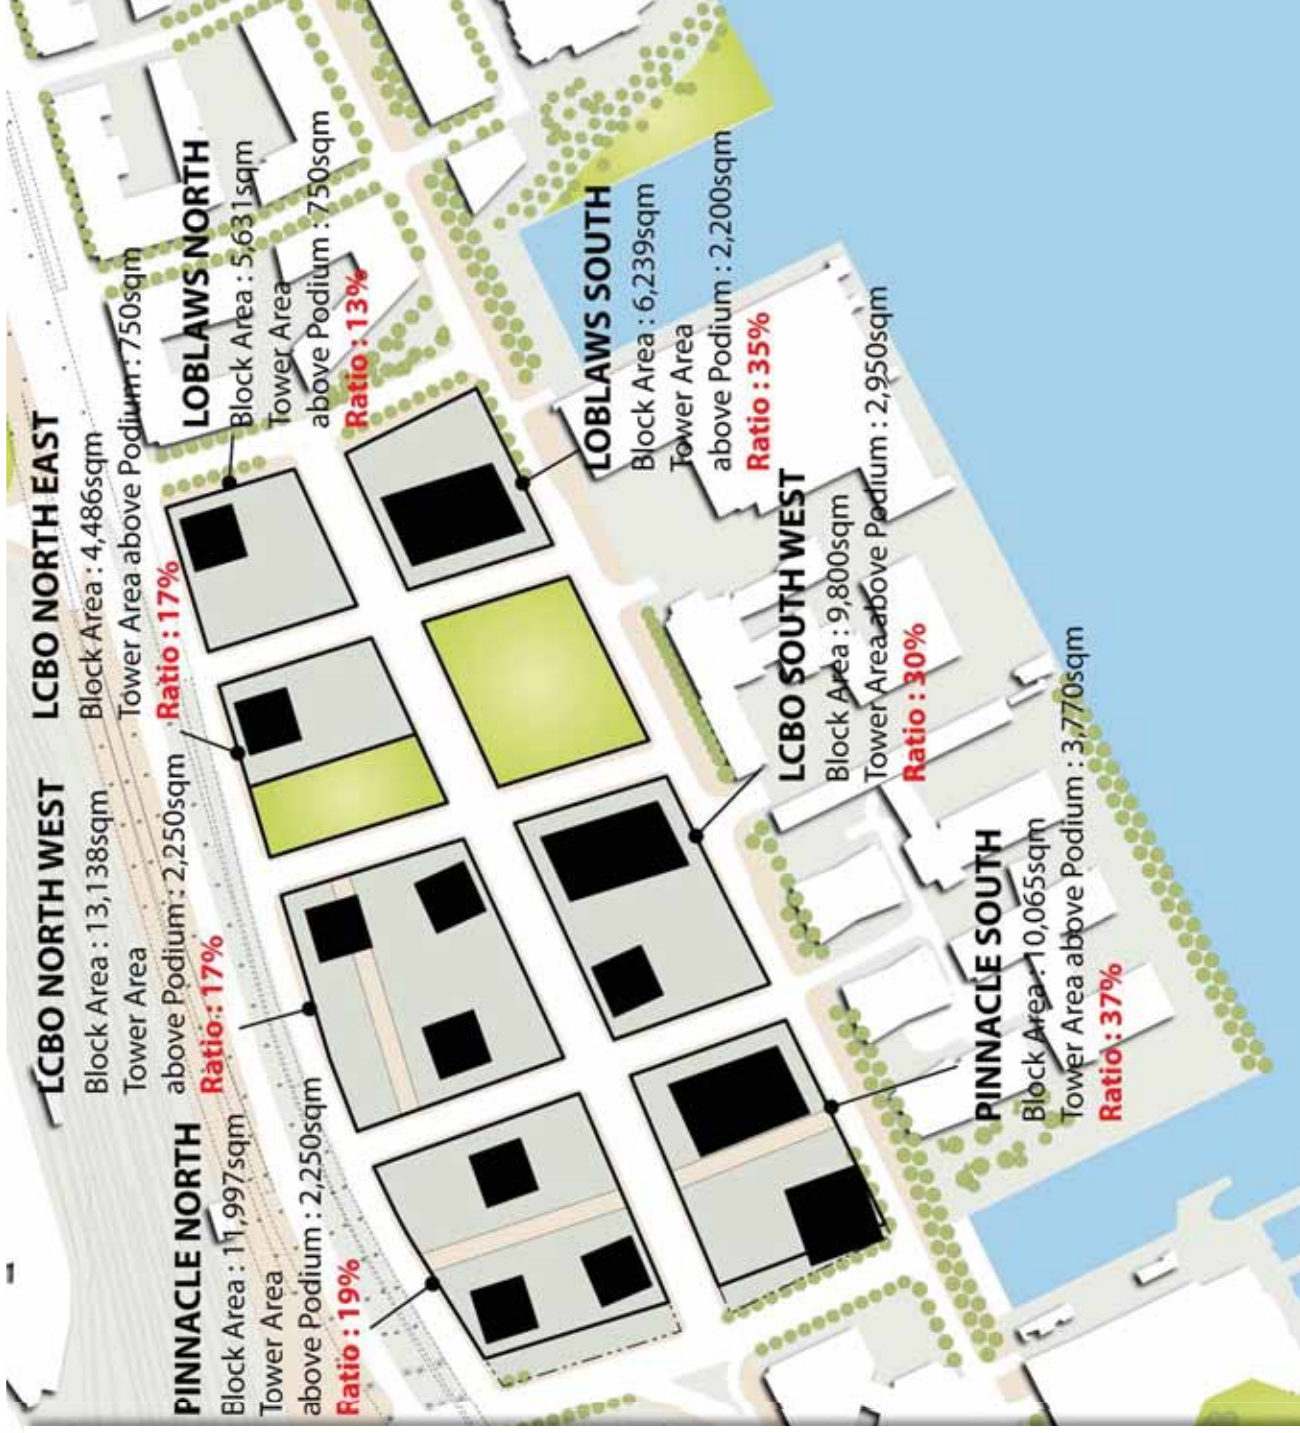 PINNACLE NORTH
Block Area : 11,997sqm
Tower Area
above Podium : 2,250sqm
Ratio : 19%
LCBO NORTH WEST
Block Area : 13,138sqm
Tower Area
above Podium : 2,250sqm
Ratio : 17%
LCBO NORTH EAST
Block Area : 4,486sqm
Tower Area above Podium : 750sqm
Ratio : 17%
LOBLAWS NORTH
Block Area : 5,631sqm
Tower Area
above Podium : 750sqm
Ratio : 13%
LOBLAWS SOUTH
Block Area : 6,239sqm
Tower Area
above Podium : 2,200sqm
Ratio : 35%
LCBO SOUTH WEST
Block Area : 9,800sqm
Tower Area above Podium : 2,950sqm
Ratio : 30%
PINNACLE SOUTH
Block Area : 10,065sqm
Tower Area above Podium : 3,770sqm
Ratio : 37%